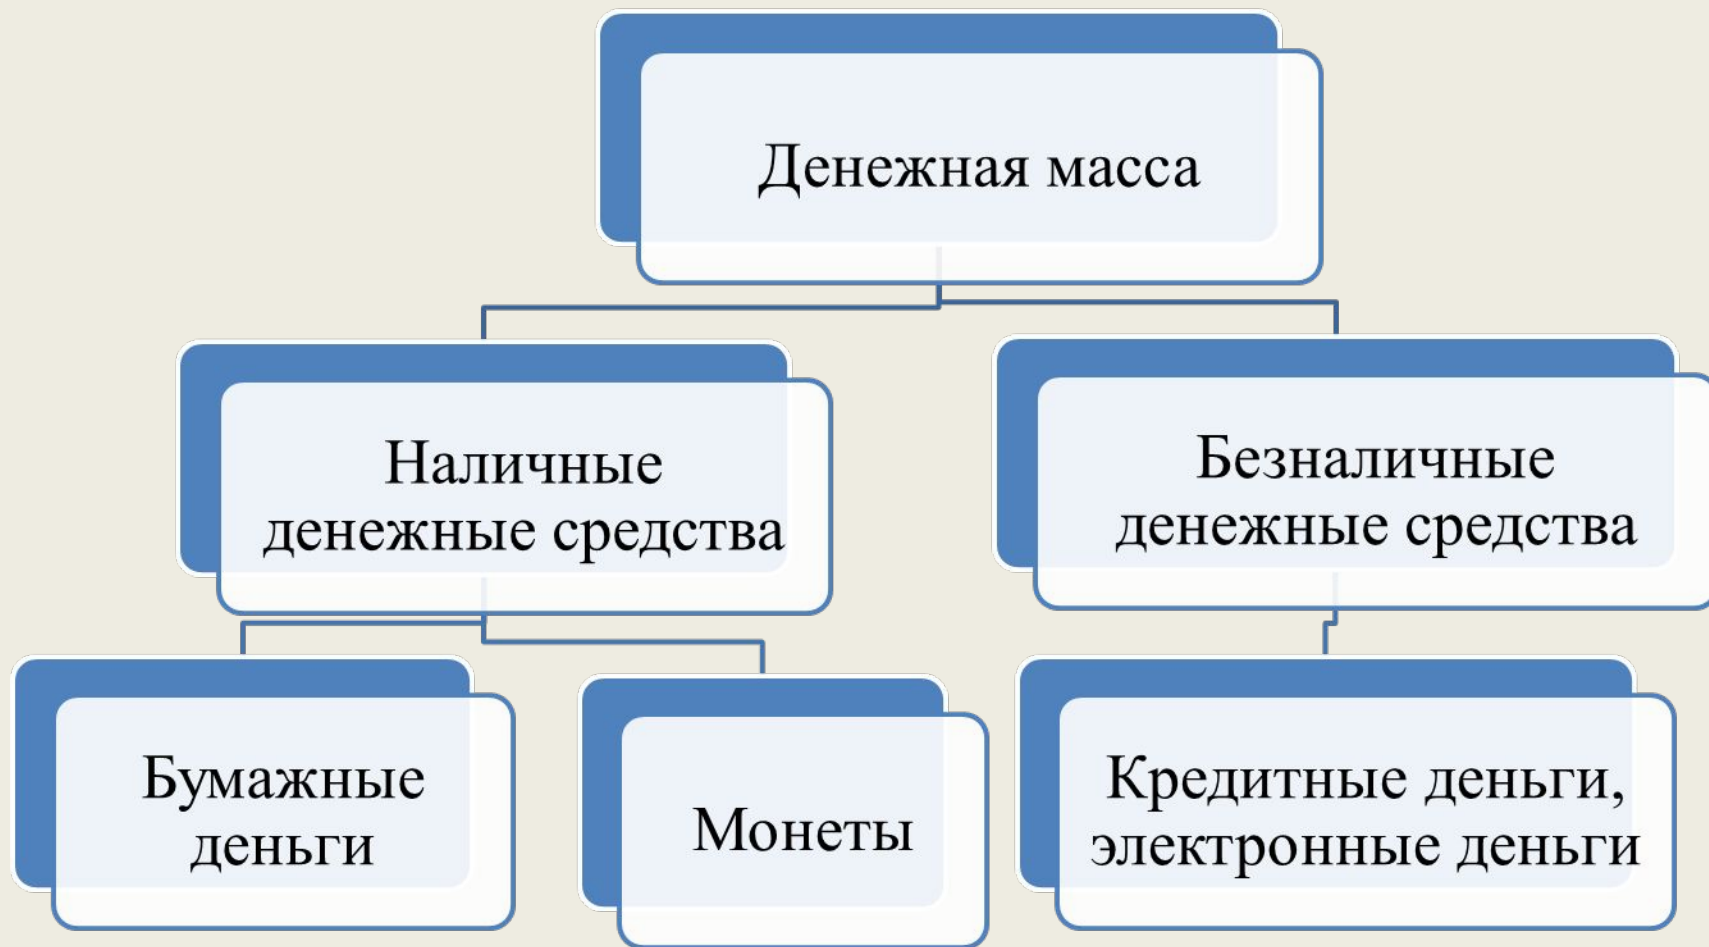 Денежная масса
Наличные
денежные средства
Безналичные
денежные средства
Бумажные
деньги
Монеты
Кредитные деньги,
электронные деньги